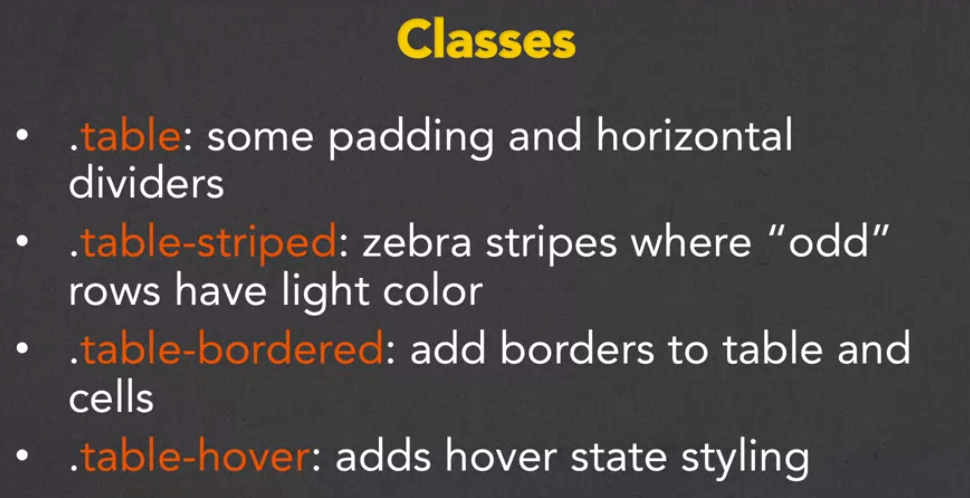 Classes
• .table: some padding and horizontal
dividers
• .table-striped: zebra stripes where “odd”
rows have light color
• .table-bordered: add borders to table and
cells
• .table-hover: adds hover state styling